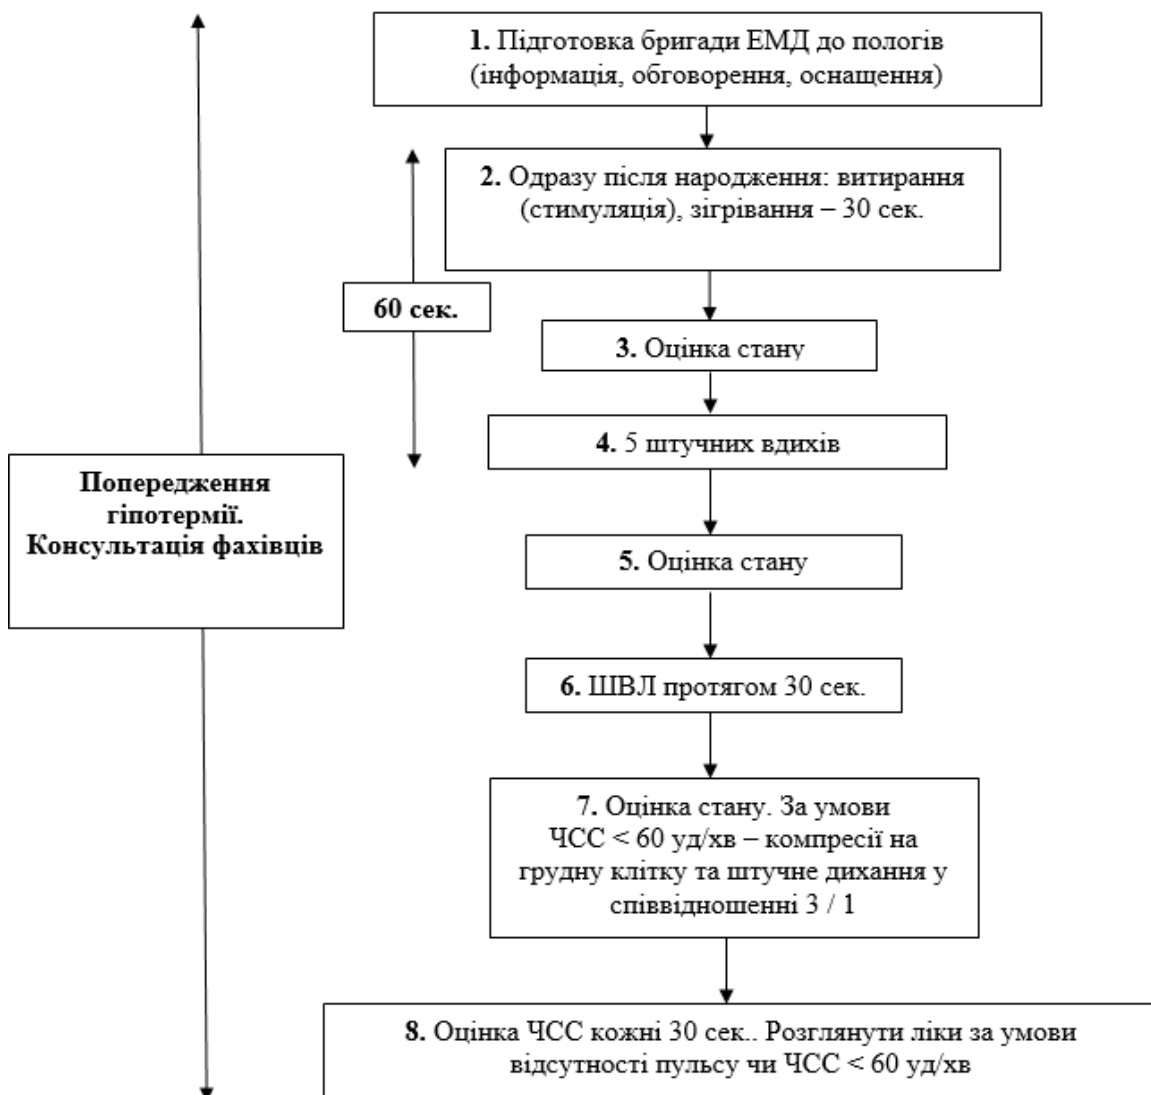 1. Підготовка бригади ЕМД до пологів
(інформація, обговорення, оснащення)
2. Одразу після народження: витирання
(стимуляція), зігрівання – 30 сек.
60 сек.
3. Оцінка стану
4. 5 штучних вдихів
Попередження
гіпотермії.
Консультація фахівців
5. Оцінка стану
6. ШВЛ протягом 30 сек.
7. Оцінка стану. За умови
ЧСС < 60 уд/хв – компресії на
грудну клітку та штучне дихання у
співвідношенні 3 / 1
8. Оцінка ЧСС кожні 30 сек.. Розглянути ліки за умови
відсутності пульсу чи ЧСС < 60 уд/хв